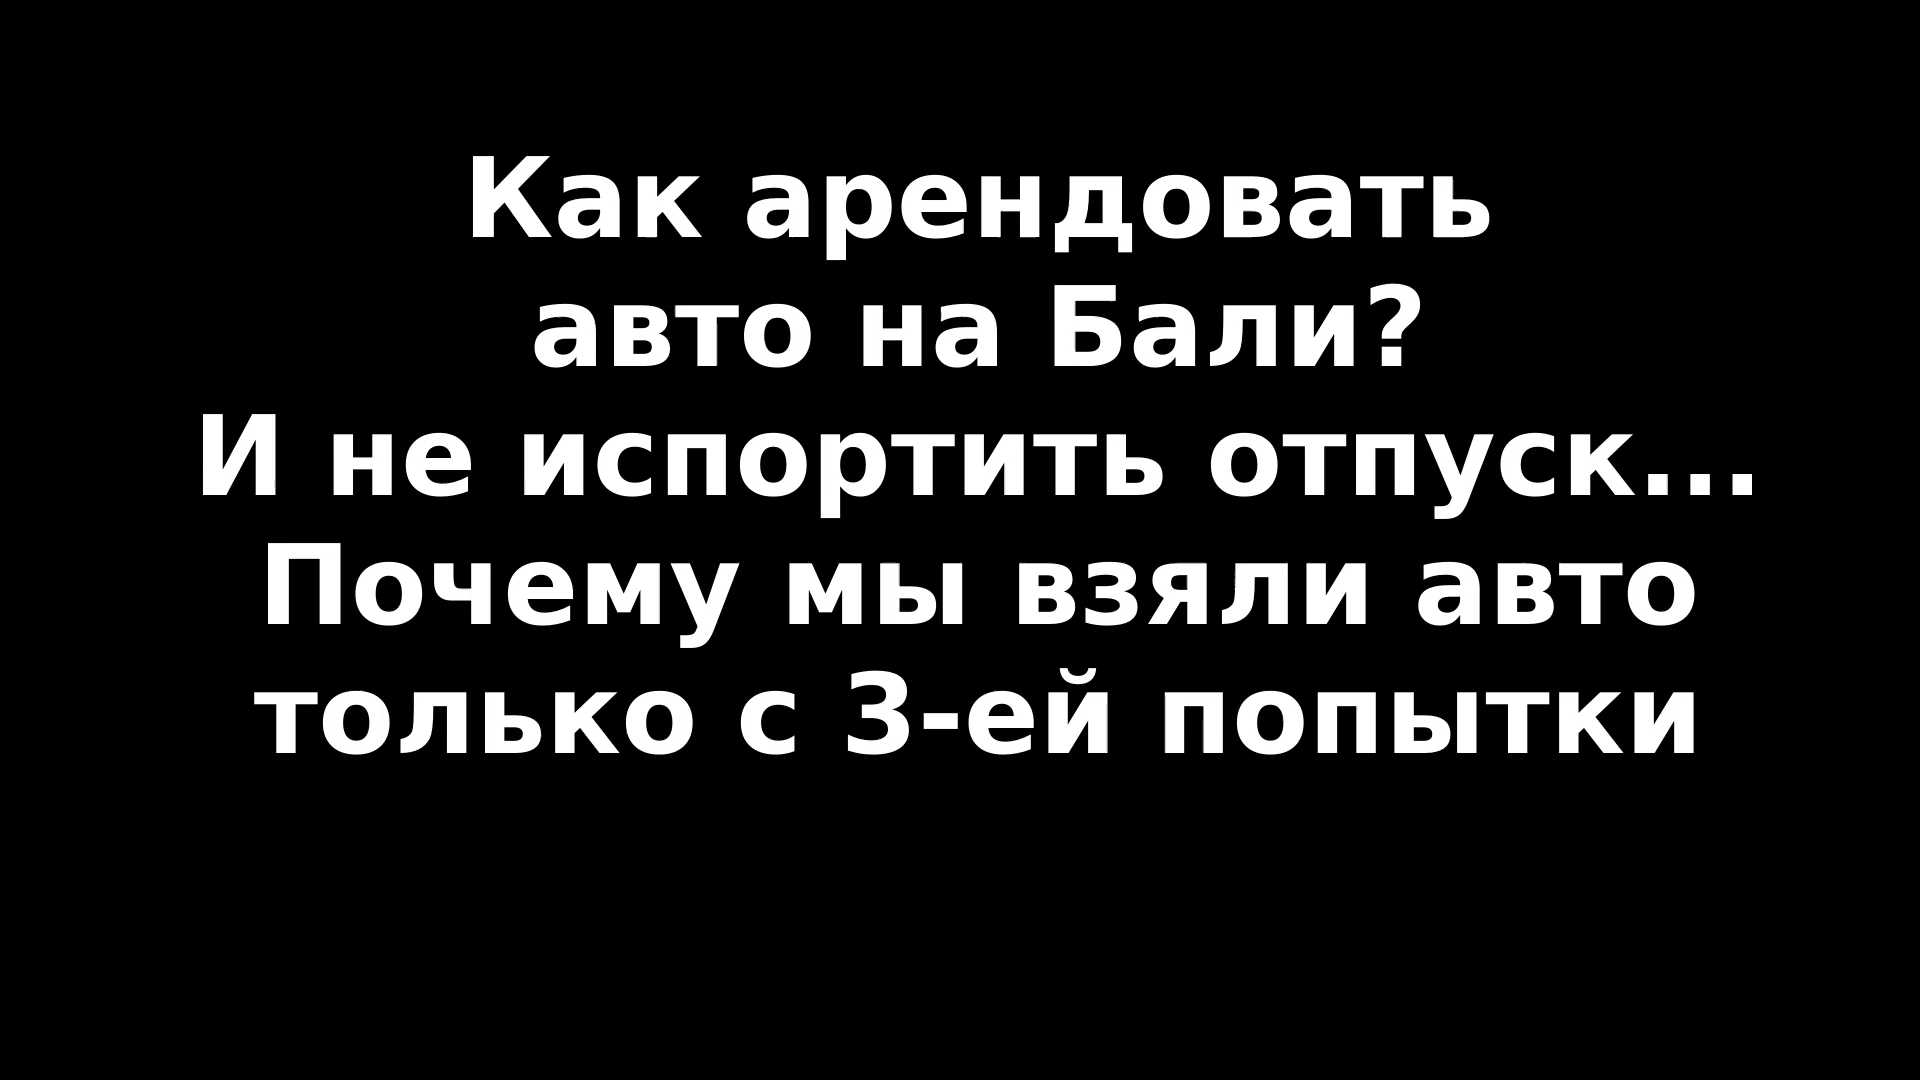 Как арендовать
авто на Бали?
И не испортить отпуск...
Почему мы взяли авто
только с 3-ей попытки